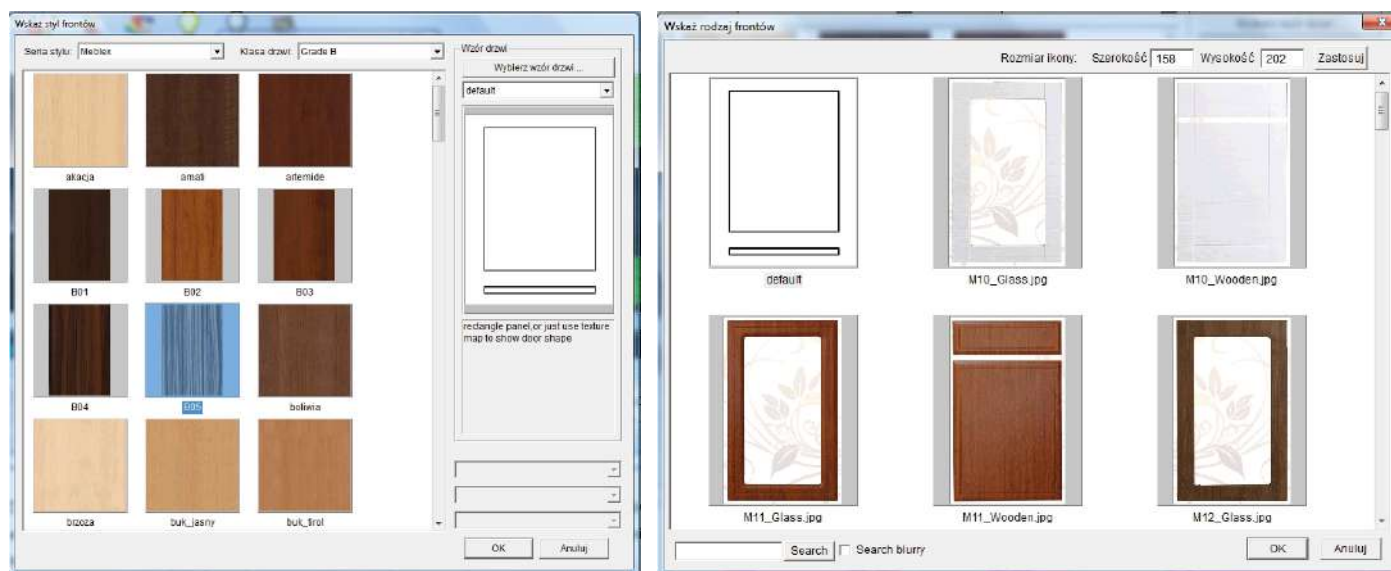 Wskaż styl frontów
Seria stylu: Meblex Klasa drzwi: Grade B
akacja amati artemide
B01 B02 B03
B04 B05 boliwia
brzoza buk_jasny buk_tirol
Wzór drzwi
Wybierz wzór drzwi ...
default
rectangle panel,or just use texture
map to show door shape
OK Anuluj
Wskaż rodzaj frontów
Rozmiar ikony: Szerokość 158 Wysokość 202 Zastosuj
default M10_Glass.jpg M10_Wooden.jpg
M11_Glass.jpg M11_Wooden.jpg M12_Glass.jpg
Search Search blurry OK Anuluj